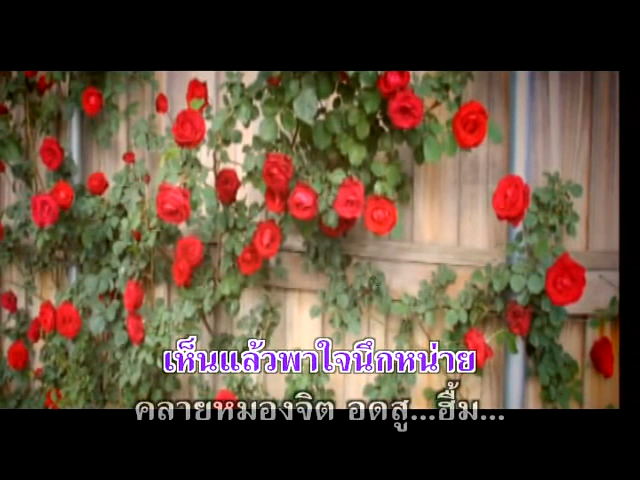 เห็นแล้วพาใจนึกหน่าย
คลายหมองจิต อดสู...ฮื้ม...